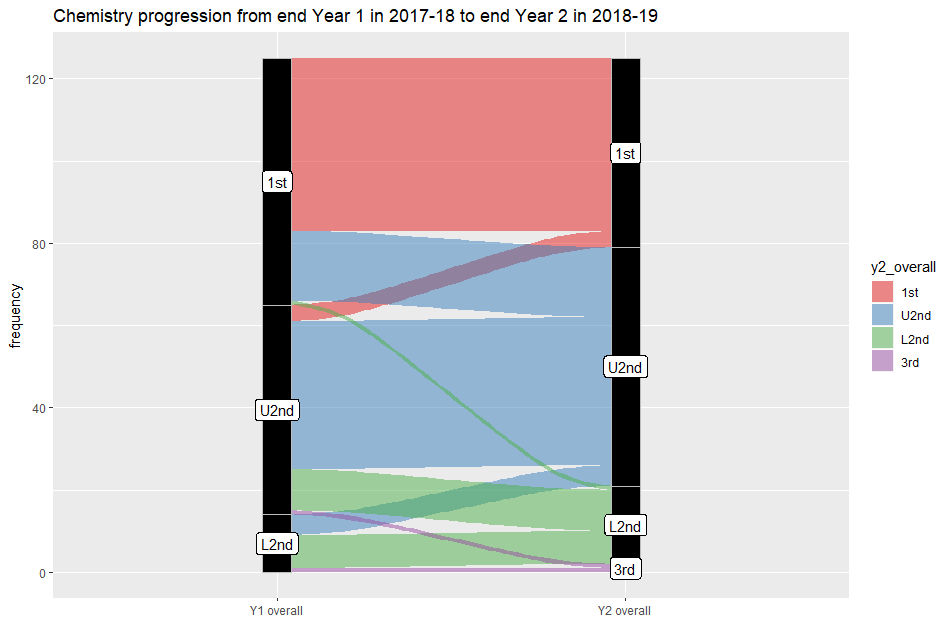 Chemistry progression from end Year 1 in 2017-18 to end Year 2 in 2018-19
frequency
120
80
40
0
1st
U2nd
L2nd
1st
U2nd
L2nd
3rd
Y1 overall
Y2 overall
y2_overall
1st
U2nd
L2nd
3rd